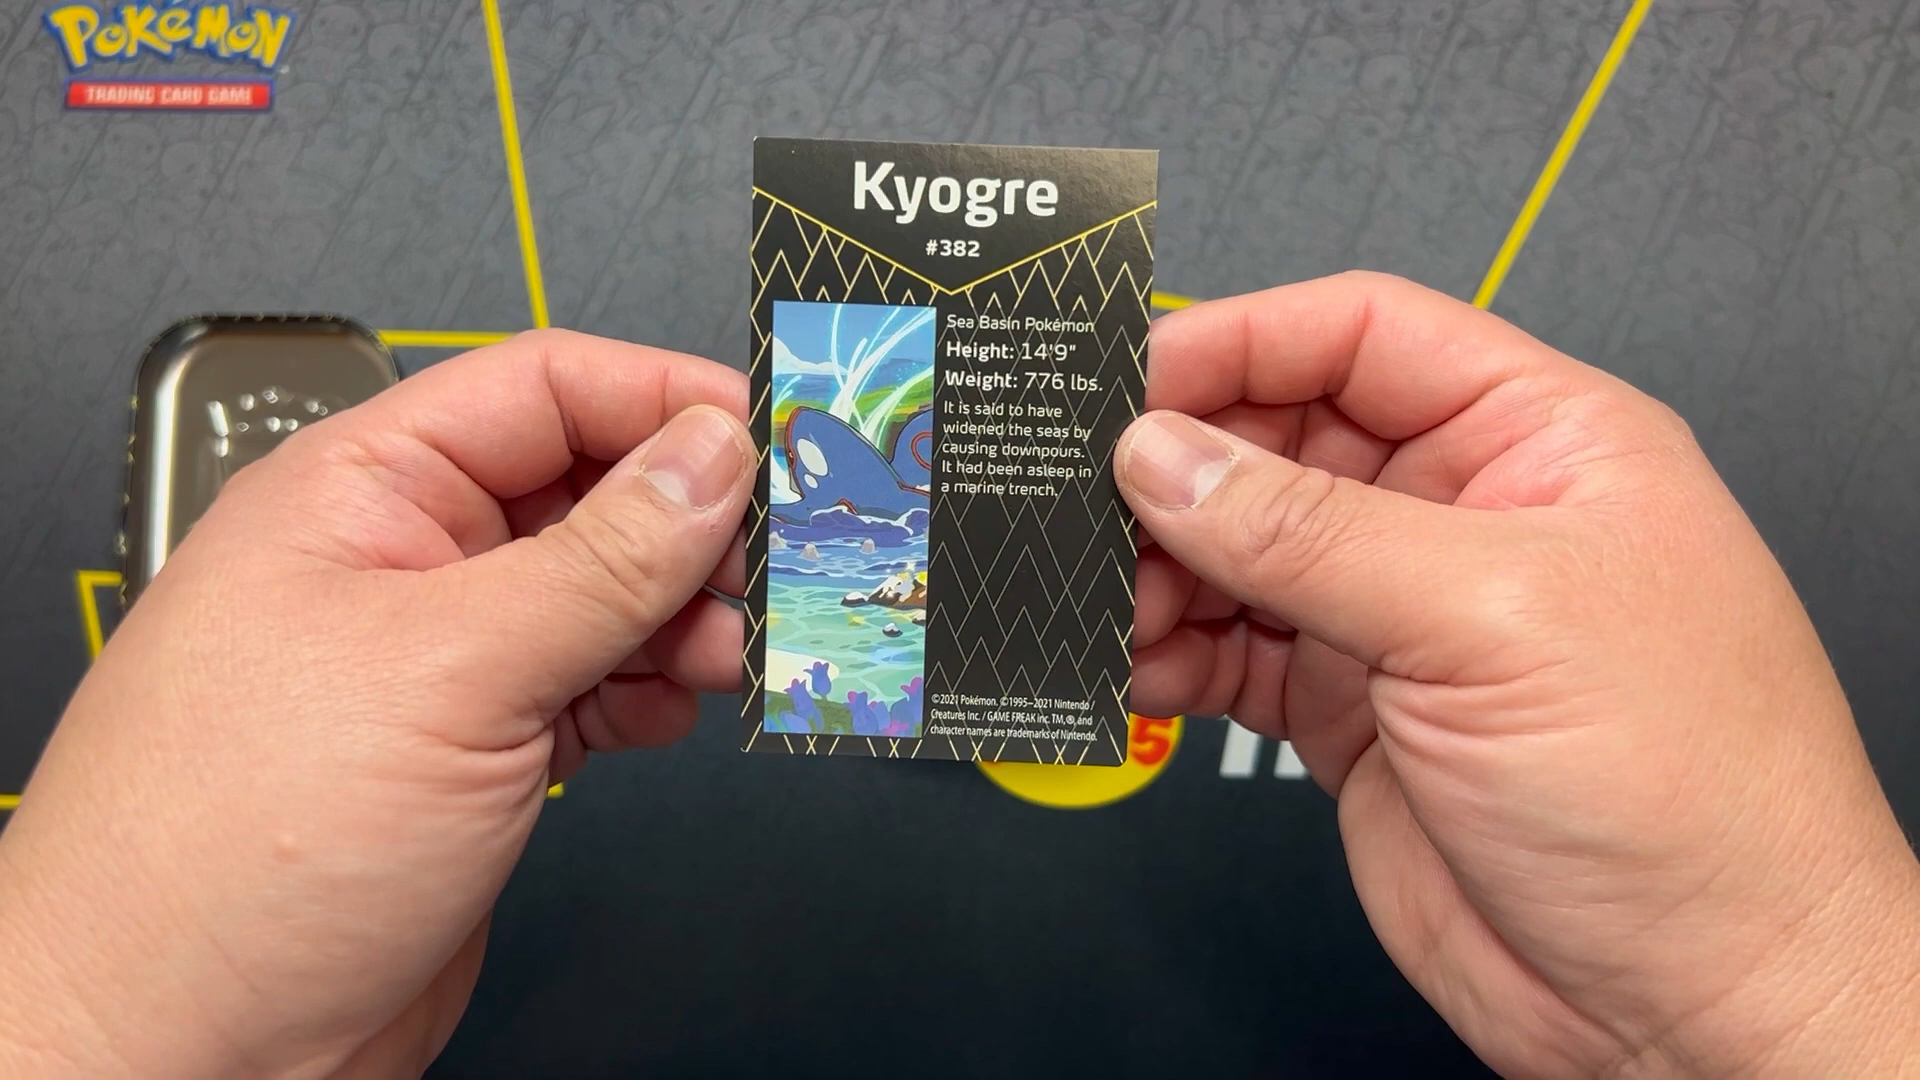 POKéMON
TRADING CARD GAME
Kyogre
#382
Sea Basin Pokémon
Height: 14'9"
Weight: 776 lbs.
It is said to have
widened the seas by
causing downpours.
It had been asleep in
a marine trench.
©2021 Pokémon. ©1995–2021 Nintendo /
Creatures Inc. / GAME FREAK inc. TM, ®, and
character names are trademarks of Nintendo.